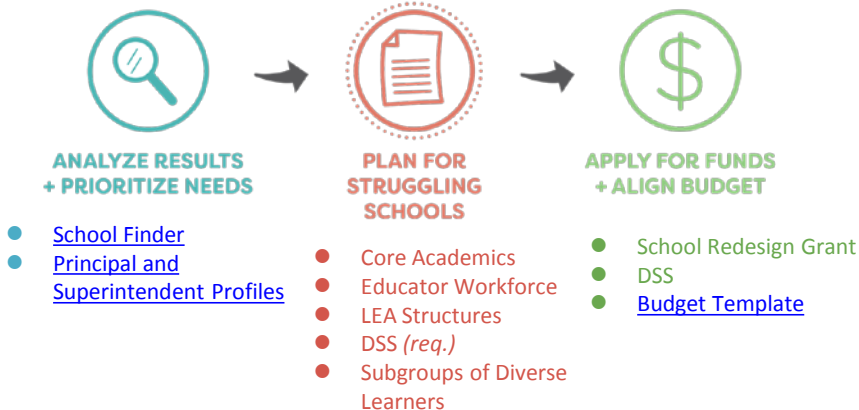 ANALYZE RESULTS
+ PRIORITIZE NEEDS
School Finder
Principal and
Superintendent Profiles
PLAN FOR
STRUGGLING
SCHOOLS
Core Academics
Educator Workforce
LEA Structures
DSS (req.)
Subgroups of Diverse
Learners
$
APPLY FOR FUNDS
+ ALIGN BUDGET
School Redesign Grant
DSS
Budget Template